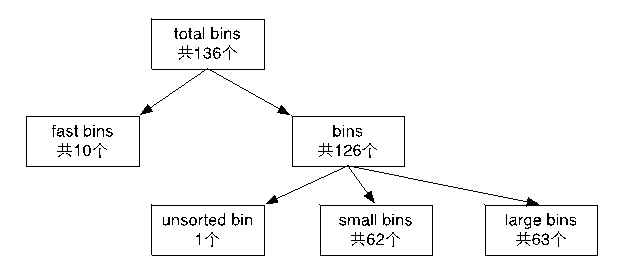 total bins
共136个
fast bins
共10个
bins
共126个
unsorted bin
1个
small bins
共62个
large bins
共63个